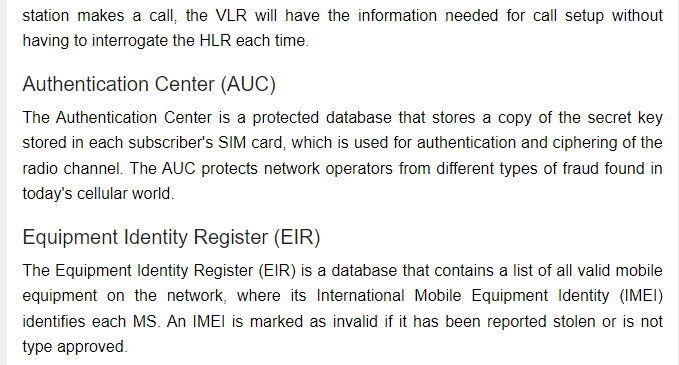 station makes a call, the VLR will have the information needed for call setup without
having to interrogate the HLR each time.
Authentication Center (AUC)
The Authentication Center is a protected database that stores a copy of the secret key
stored in each subscriber's SIM card, which is used for authentication and ciphering of the
radio channel. The AUC protects network operators from different types of fraud found in
today's cellular world.
Equipment Identity Register (EIR)
The Equipment Identity Register (EIR) is a database that contains a list of all valid mobile
equipment on the network, where its International Mobile Equipment Identity (IMEI)
identifies each MS. An IMEI is marked as invalid if it has been reported stolen or is not
type approved.